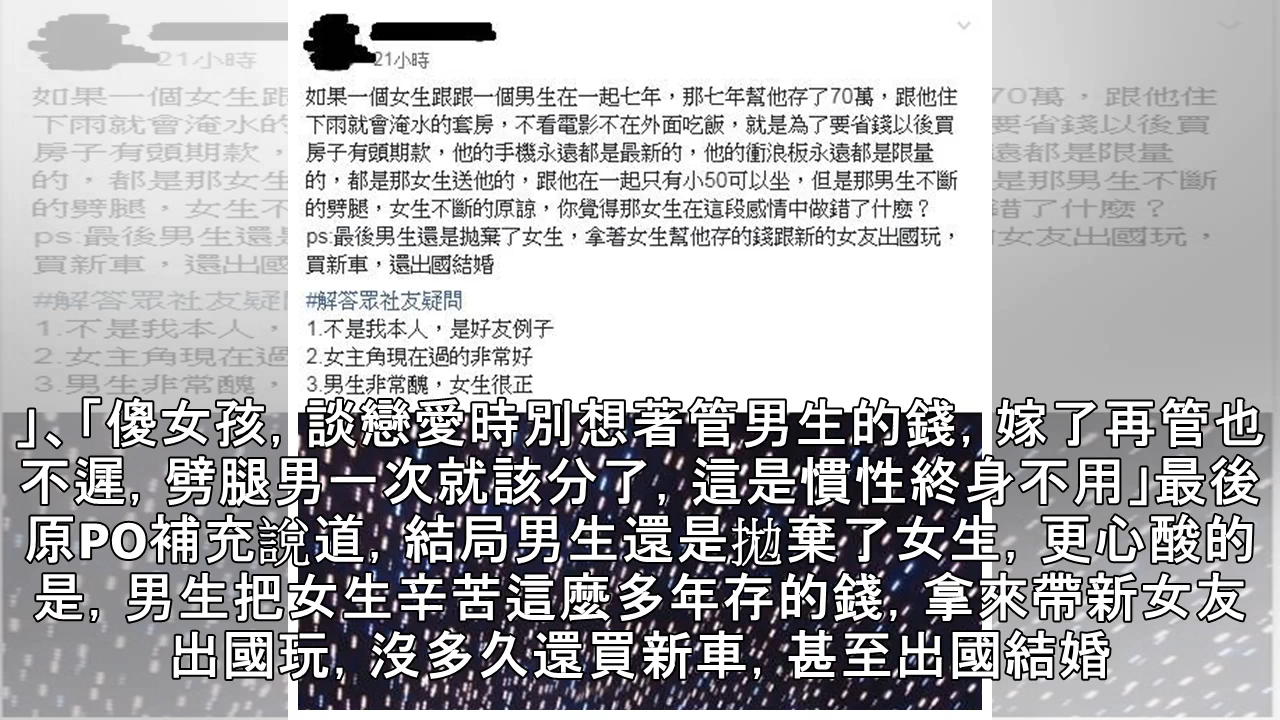 21小時
如果一個女生跟跟一個男生在一起七年，那七年幫他存了70萬，跟他住
下雨就會淹水的套房，不看電影不在外面吃飯，就是為了要省錢以後買
房子有頭期款，他的手機永遠都是最新的，他的衝浪板永遠都是限量
的，都是那女生送他的，跟他在一起只有小50可以坐，但是那男生不斷
的劈腿，女生不斷的原諒，你覺得那女生在這段感情中做錯了什麼？
ps:最後男生還是拋棄了女生，拿著女生幫他存的錢跟新的女友出國玩，
買新車，還出國結婚
#解答眾社友疑問
1.不是我本人，是好友例子
2.女主角現在過的非常好
3.男生非常醜，女生很正
」、「傻女孩, 談戀愛時別想著管男生的錢, 嫁了再管也
不遲, 劈腿男一次就該分了, 這是慣性終身不用」最後
原PO補充說道, 結局男生還是拋棄了女生, 更心酸的
是, 男生把女生辛苦這麼多年存的錢, 拿來帶新女友
出國玩, 沒多久還買新車, 甚至出國結婚